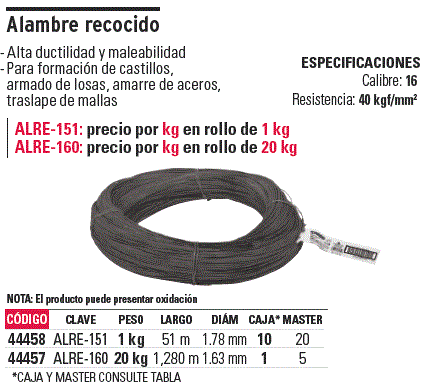 Alambre recocido
- Alta ductilidad y maleabilidad
- Para formación de castillos,
armado de losas, amarre de aceros,
traslape de mallas
ESPECIFICACIONES
Calibre: 16
Resistencia: 40 kgf/mm²
ALRE-151: precio por kg en rollo de 1 kg
ALRE-160: precio por kg en rollo de 20 kg
NOTA: El producto puede presentar oxidación
CÓDIGO CLAVE PESO LARGO DIÁM CAJA* MASTER
44458 ALRE-151 1 kg 51 m 1.78 mm 10 20
44457 ALRE-160 20 kg 1,280 m 1.63 mm 1 5
*CAJA Y MASTER CONSULTE TABLA